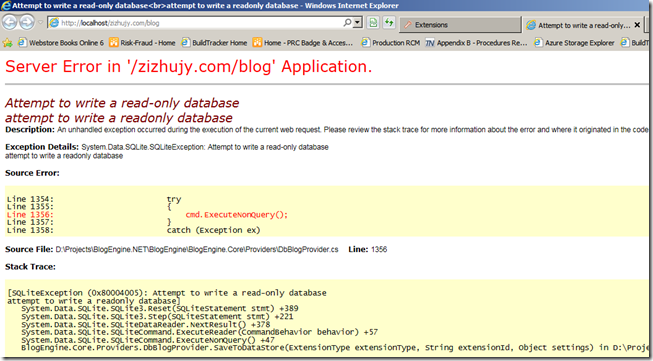 Attempt to write a read-only database<br>attempt to write a readonly database - Windows Internet Explorer
http://localhost/zizhujy.com/blog
Extensions
Attempt to write a read-only...
Webstore Books Online 6
Risk-Fraud - Home
BuildTracker Home
Home - PRC Badge & Acces...
Production RCM
TN Appendix B - Procedures Re...
Azure Storage Explorer
Build
Server Error in '/zizhujy.com/blog' Application.
Attempt to write a read-only database
attempt to write a readonly database
Description: An unhandled exception occurred during the execution of the current web request. Please review the stack trace for more information about the error and where it originated in the code
Exception Details: System.Data.SQLite.SQLiteException: Attempt to write a read-only database
attempt to write a readonly database
Source Error:
Line 1354: try
Line 1355: {
Line 1356: cmd.ExecuteNonQuery();
Line 1357: }
Line 1358: catch (Exception ex)
Source File: D:\Projects\BlogEngine.NET\BlogEngine\BlogEngine.Core\Providers\DbBlogProvider.cs Line: 1356
Stack Trace:
[SQLiteException (0x80004005): Attempt to write a read-only database
attempt to write a readonly database]
System.Data.SQLite.SQLite3.Reset(SQLiteStatement stmt) +389
System.Data.SQLite.SQLite3.Step(SQLiteStatement stmt) +221
System.Data.SQLite.SQLiteDataReader.NextResult() +378
System.Data.SQLite.SQLiteCommand.ExecuteReader(CommandBehavior behavior) +57
System.Data.SQLite.SQLiteCommand.ExecuteNonQuery() +47
BlogEngine.Core.Providers.DbBlogProvider.SaveToDataStore(ExtensionType extensionType, String extensionId, Object settings) in D:\Proje